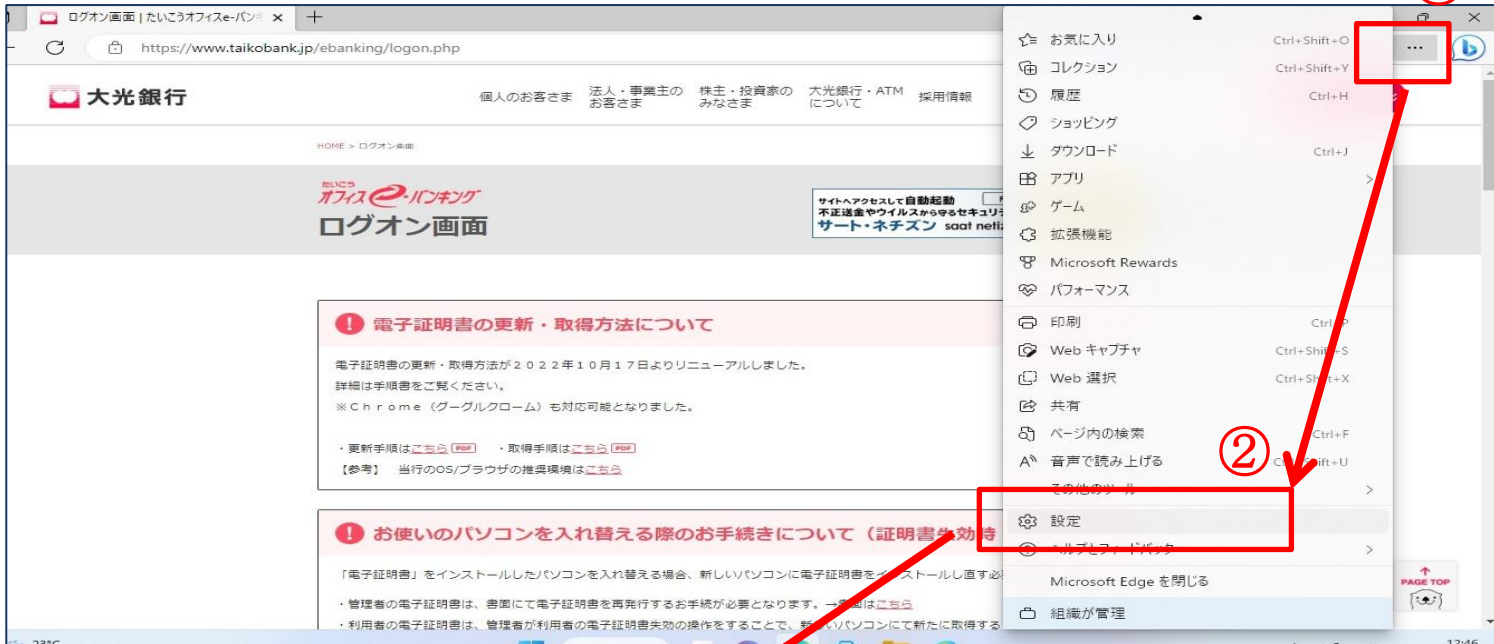 ログオン画面 | たいこうオフィスe-バン
https://www.taikobank.jp/ebanking/logon.php
大光銀行
個人のお客さま
法人・事業主の
お客さま
株主・投資家の
みなさま
大光銀行・ATM
について
採用情報
HOME > ログオン画面
たいこう
オフィスe-バンキング
ログオン画面
サイトへアクセスして自動起動
不正送金やウイルスから守るセキュリテ
サート・ネチズン saat neti
電子証明書の更新・取得方法について
電子証明書の更新・取得方法が2022年10月17日よりリニューアルしました。
詳細は手順書をご覧ください。
※Chrome(グーグルクローム)も対応可能となりました。
・更新手順はこちら PDF ・取得手順はこちら PDF
【参考】 当行のOS/ブラウザの推奨環境はこちら
お使いのパソコンを入れ替える際のお手続きについて(証明書失効時
「電子証明書」をインストールしたパソコンを入れ替える場合、新しいパソコンに電子証明書をインストールし直す必
・管理者の電子証明書は、書面にて電子証明書を再発行するお手続が必要となります。→書面はこちら
・利用者の電子証明書は、管理者が利用者の電子証明書失効の操作をすることで、新しいパソコンにて新たに取得する
お気に入り Ctrl+Shift+O
コレクション Ctrl+Shift+Y
履歴 Ctrl+H
ショッピング
ダウンロード Ctrl+J
アプリ
ゲーム
拡張機能
Microsoft Rewards
パフォーマンス
印刷 Ctrl+P
Web キャプチャ Ctrl+Shift+S
Web 選択 Ctrl+Shift+X
共有
ページ内の検索 Ctrl+F
音声で読み上げる Ctrl+Shift+U
その他のツール
②
設定
ヘルプとフィードバック
Microsoft Edge を閉じる
組織が管理
PAGE TOP
23°C
12:46